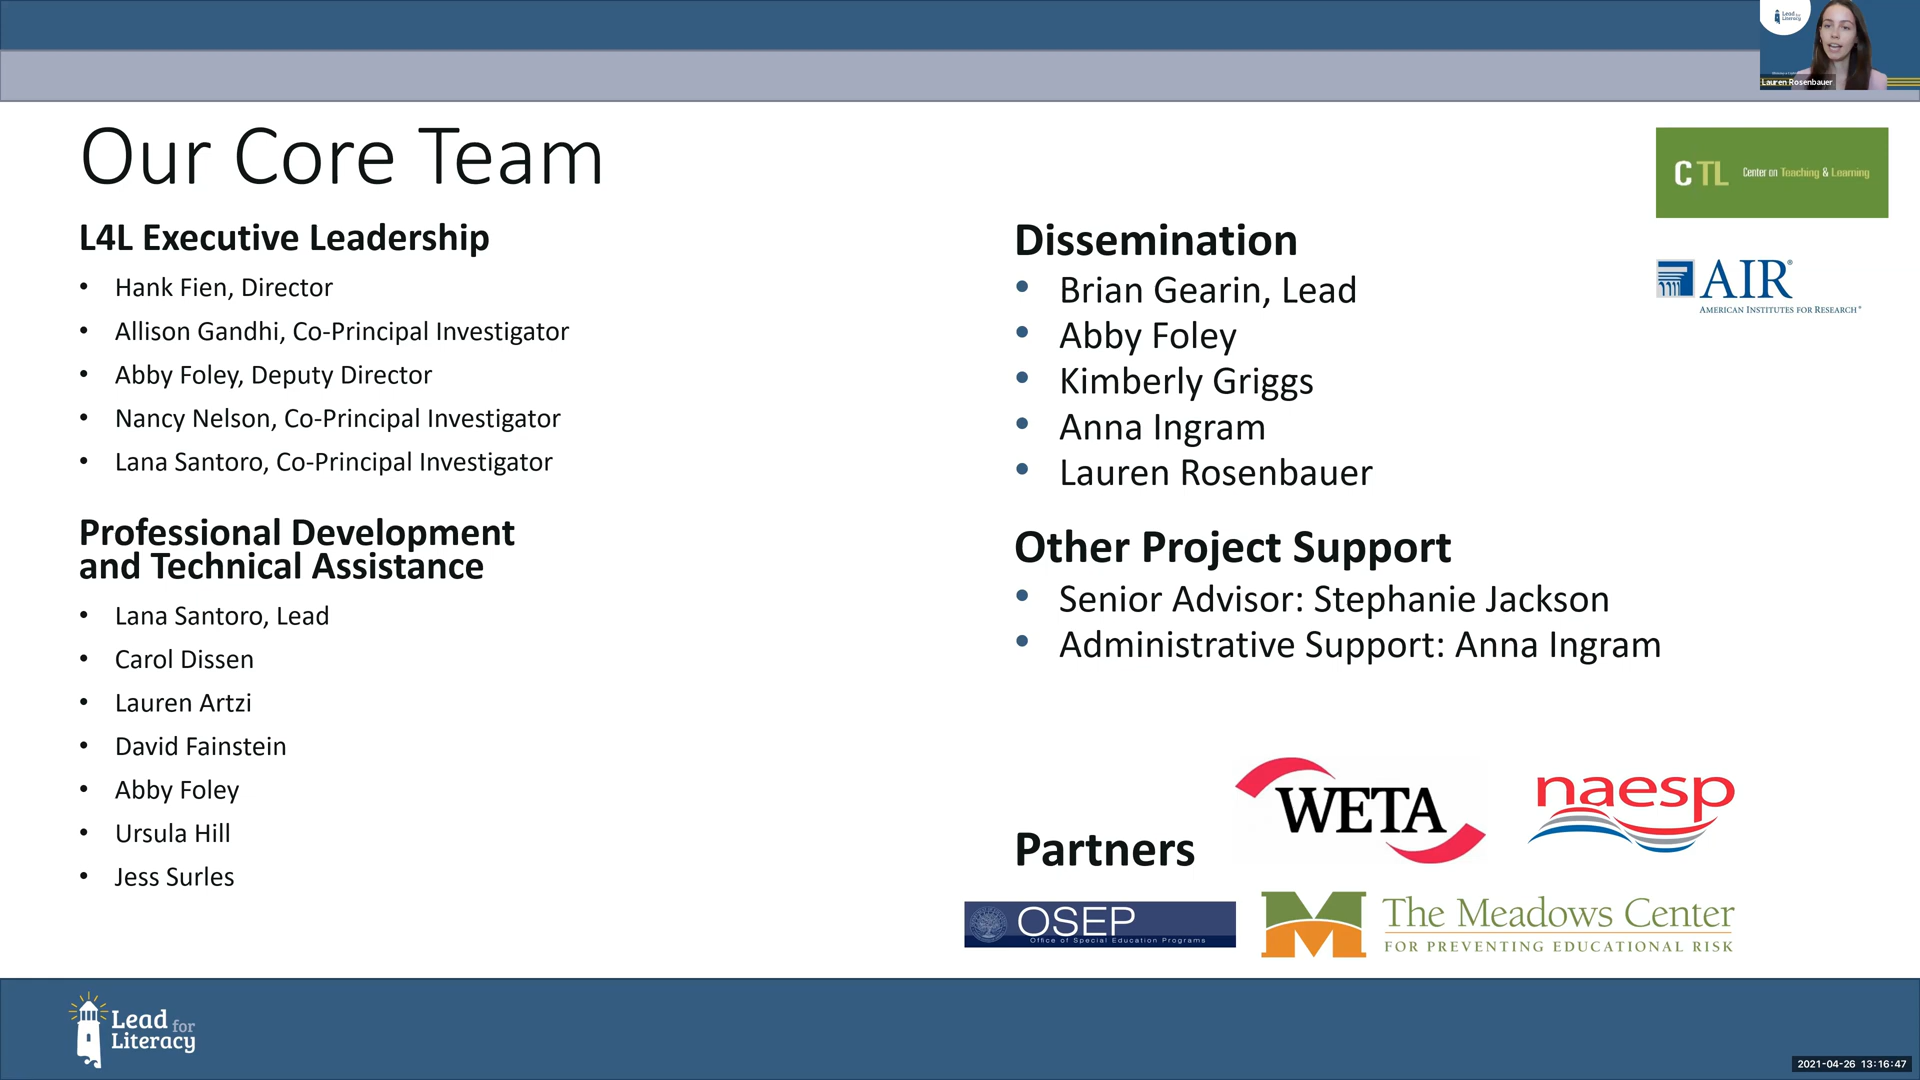 Lead for
Literacy
Lauren Rosenbauer
Our Core Team
L4L Executive Leadership
• Hank Fien, Director
• Allison Gandhi, Co-Principal Investigator
• Abby Foley, Deputy Director
• Nancy Nelson, Co-Principal Investigator
• Lana Santoro, Co-Principal Investigator
Professional Development
and Technical Assistance
• Lana Santoro, Lead
• Carol Dissen
• Lauren Artzi
• David Fainstein
• Abby Foley
• Ursula Hill
• Jess Surles
CTL Center on Teaching & Learning
AIR®
AMERICAN INSTITUTES FOR RESEARCH®
Dissemination
• Brian Gearin, Lead
• Abby Foley
• Kimberly Griggs
• Anna Ingram
• Lauren Rosenbauer
Other Project Support
• Senior Advisor: Stephanie Jackson
• Administrative Support: Anna Ingram
Partners
WETA
naesp
OSEP
Office of Special Education Programs
M The Meadows Center
FOR PREVENTING EDUCATIONAL RISK
Lead for
Literacy
2021-04-26 13:16:47